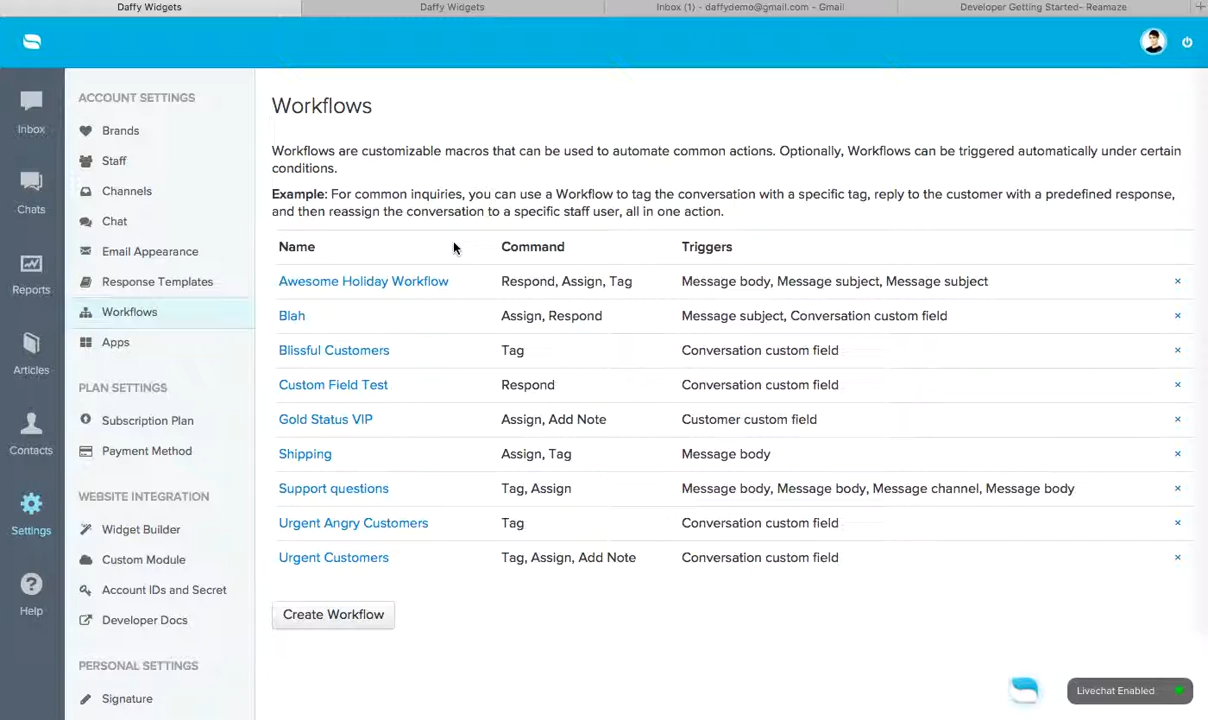 Daffy Widgets
Daffy Widgets
Inbox (1) - daffydemo@gmail.com - Gmail
Developer Getting Started- Reamaze
Inbox
Chats
Reports
Articles
Contacts
Settings
Help
ACCOUNT SETTINGS
Brands
Staff
Channels
Chat
Email Appearance
Response Templates
Workflows
Apps
PLAN SETTINGS
Subscription Plan
Payment Method
WEBSITE INTEGRATION
Widget Builder
Custom Module
Account IDs and Secret
Developer Docs
PERSONAL SETTINGS
Signature
Workflows
Workflows are customizable macros that can be used to automate common actions. Optionally, Workflows can be triggered automatically under certain
conditions.
Example: For common inquiries, you can use a Workflow to tag the conversation with a specific tag, reply to the customer with a predefined response,
and then reassign the conversation to a specific staff user, all in one action.
Name Command Triggers
Awesome Holiday Workflow Respond, Assign, Tag Message body, Message subject, Message subject ×
Blah Assign, Respond Message subject, Conversation custom field ×
Blissful Customers Tag Conversation custom field ×
Custom Field Test Respond Conversation custom field ×
Gold Status VIP Assign, Add Note Customer custom field ×
Shipping Assign, Tag Message body ×
Support questions Tag, Assign Message body, Message body, Message channel, Message body ×
Urgent Angry Customers Tag Conversation custom field ×
Urgent Customers Tag, Assign, Add Note Conversation custom field ×
Create Workflow
Livechat Enabled